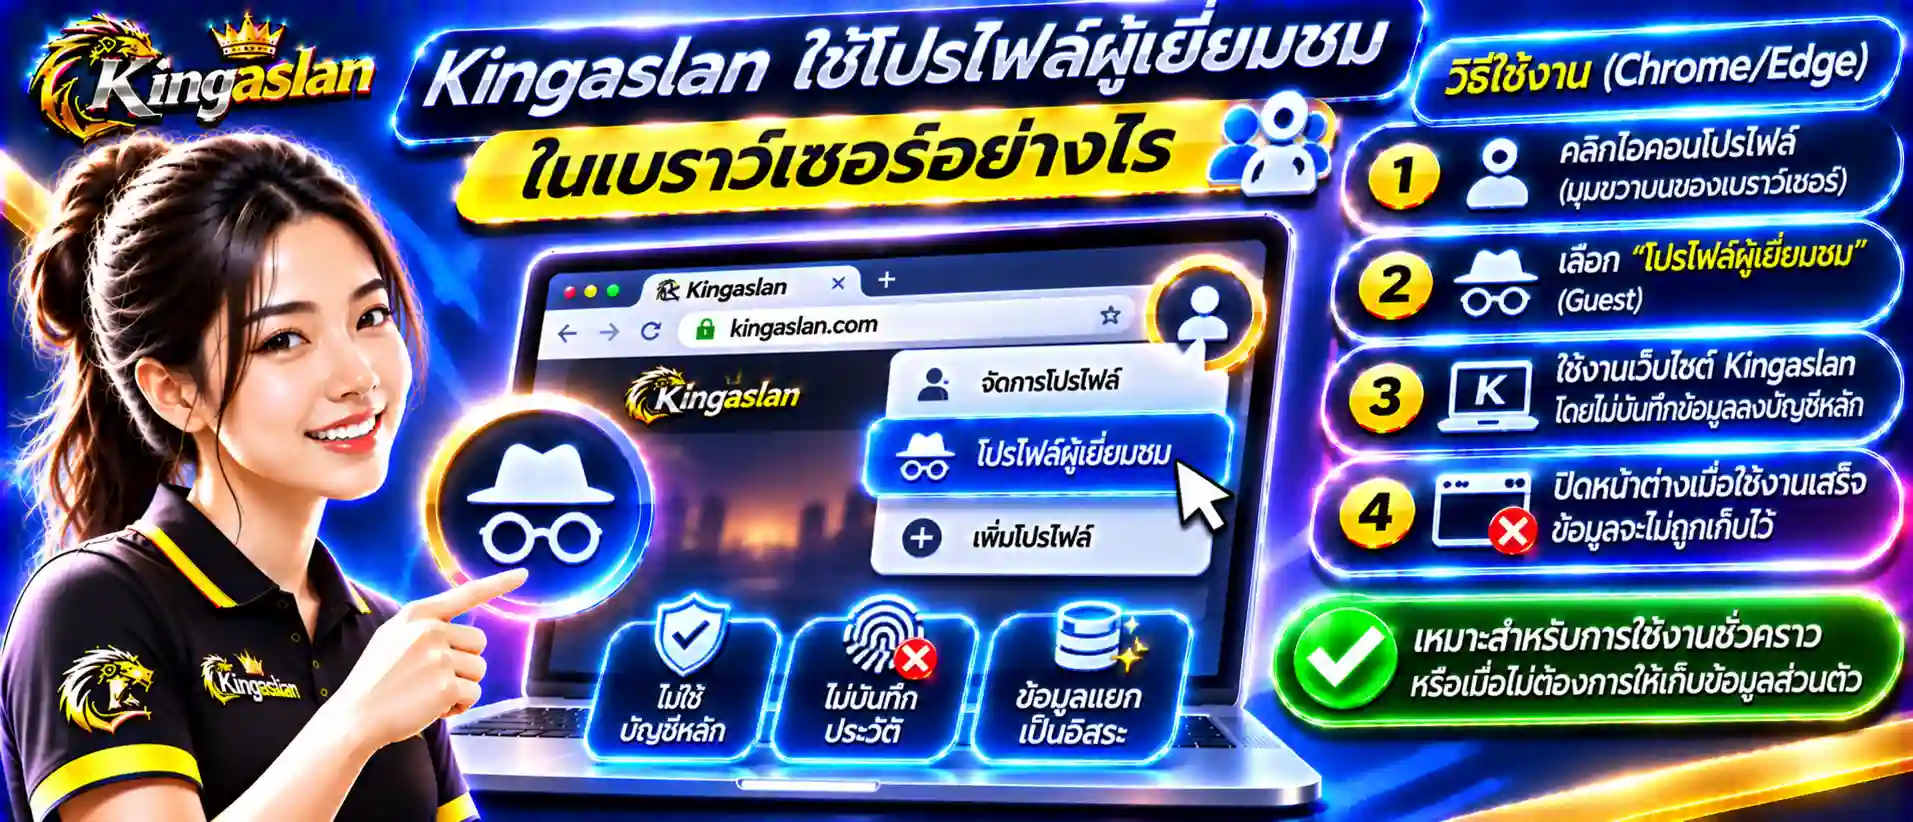 Kingaslan
Kingaslan ใช้โปรไฟล์ผู้เยี่ยมชม
ในเบราว์เซอร์อย่างไร
Kingaslan
kingaslan.com
Kingaslan
จัดการโปรไฟล์
โปรไฟล์ผู้เยี่ยมชม
เพิ่มโปรไฟล์
ไม่ใช้
บัญชีหลัก
ไม่บันทึก
ประวัติ
ข้อมูลแยก
เป็นอิสระ
Kingaslan
วิธีใช้งาน (Chrome/Edge)
1
คลิกไอคอนโปรไฟล์
(มุมขวาบนของเบราว์เซอร์)
2
เลือก “โปรไฟล์ผู้เยี่ยมชม”
(Guest)
3
K
ใช้งานเว็บไซต์ Kingaslan
โดยไม่บันทึกข้อมูลลงบัญชีหลัก
4
ปิดหน้าต่างเมื่อใช้งานเสร็จ
ข้อมูลจะไม่ถูกเก็บไว้
เหมาะสำหรับการใช้งานชั่วคราว
หรือเมื่อไม่ต้องการให้เก็บข้อมูลส่วนตัว